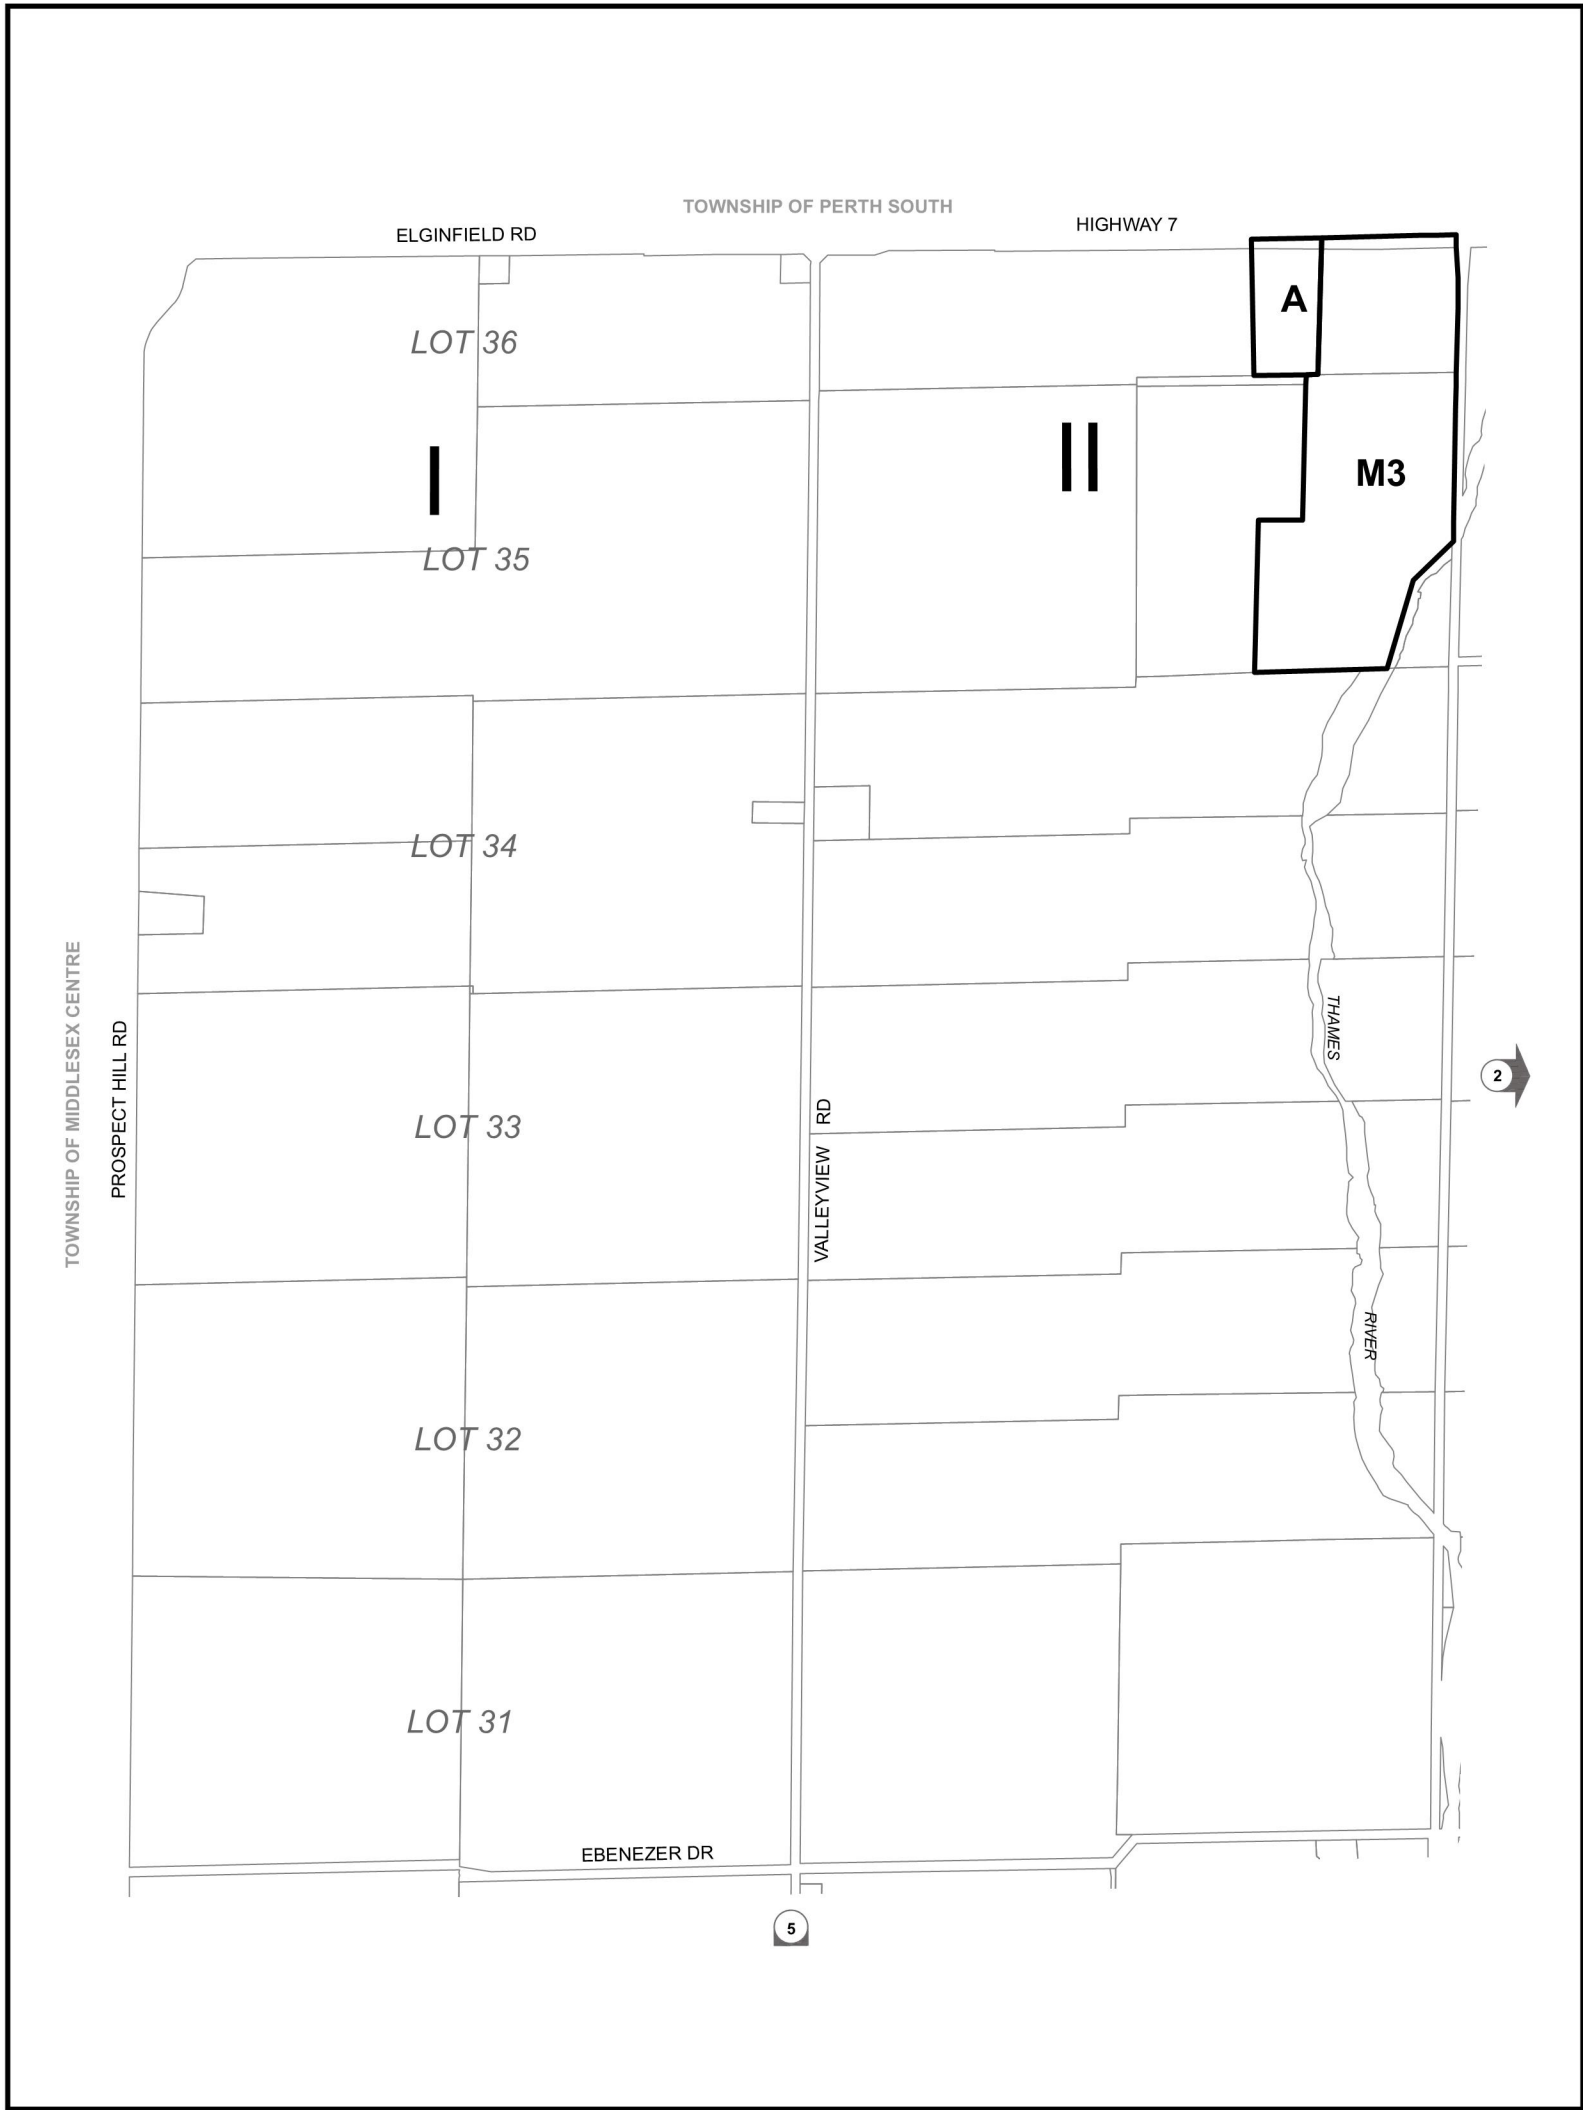 TOWNSHIP OF PERTH SOUTH
HIGHWAY 7
ELGINFIELD RD
A
LOT 36
I
II
M3
LOT 35
LOT 34
TOWNSHIP OF MIDDLESEX CENTRE
PROSPECT HILL RD
THAMES
2
LOT 33
VALLEYVIEW RD
RIVER
LOT 32
LOT 31
EBENEZER DR
5